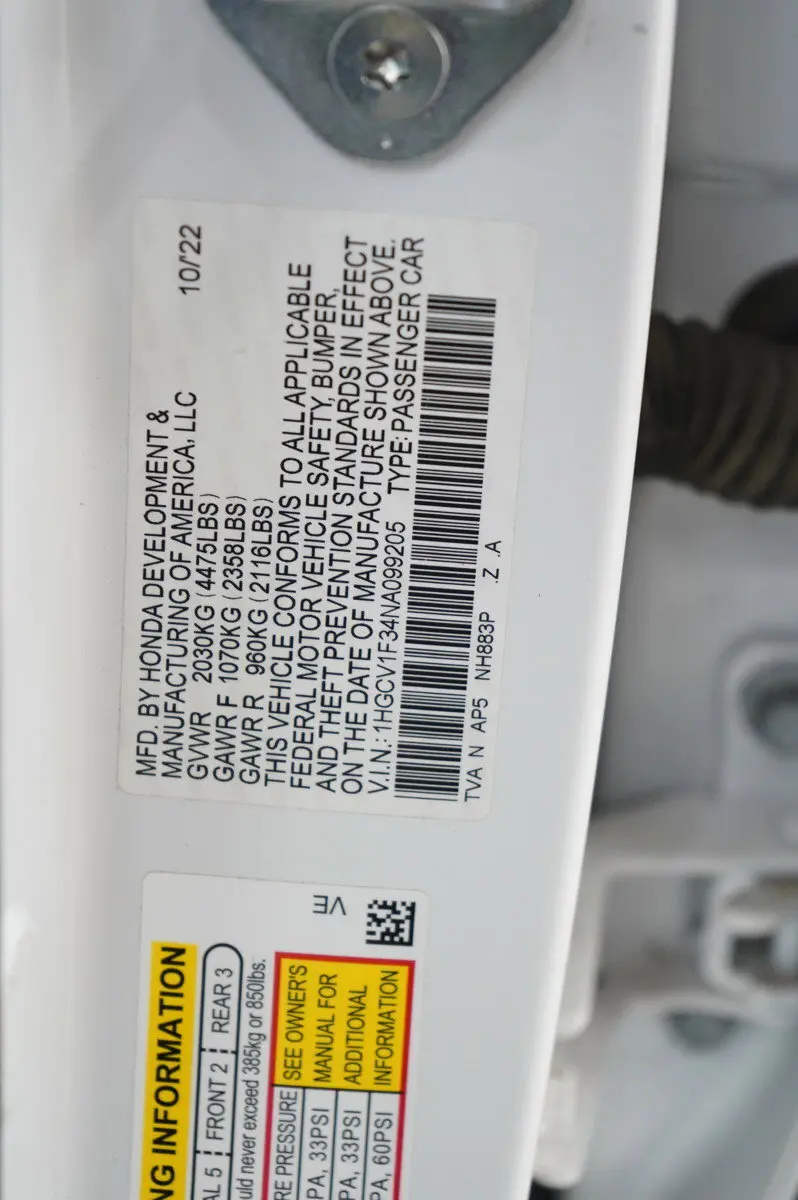 MFD. BY HONDA DEVELOPMENT &
MANUFACTURING OF AMERICA, LLC 10/'22
GVWR 2030KG (4475LBS)
GAWR F 1070KG (2358LBS)
GAWR R 960KG (2116LBS)
THIS VEHICLE CONFORMS TO ALL APPLICABLE
FEDERAL MOTOR VEHICLE SAFETY, BUMPER,
AND THEFT PREVENTION STANDARDS IN EFFECT
ON THE DATE OF MANUFACTURE SHOWN ABOVE.
V.I.N.: 1HGCV1F34NA099205 TYPE: PASSENGER CAR
TVA N AP5 NH883P .Z .A
NG INFORMATION
AL 5 FRONT 2 REAR 3
uld never exceed 385kg or 850lbs.
RE PRESSURE
PA, 33PSI
PA, 33PSI
PA, 60PSI
SEE OWNER'S
MANUAL FOR
ADDITIONAL
INFORMATION
VE